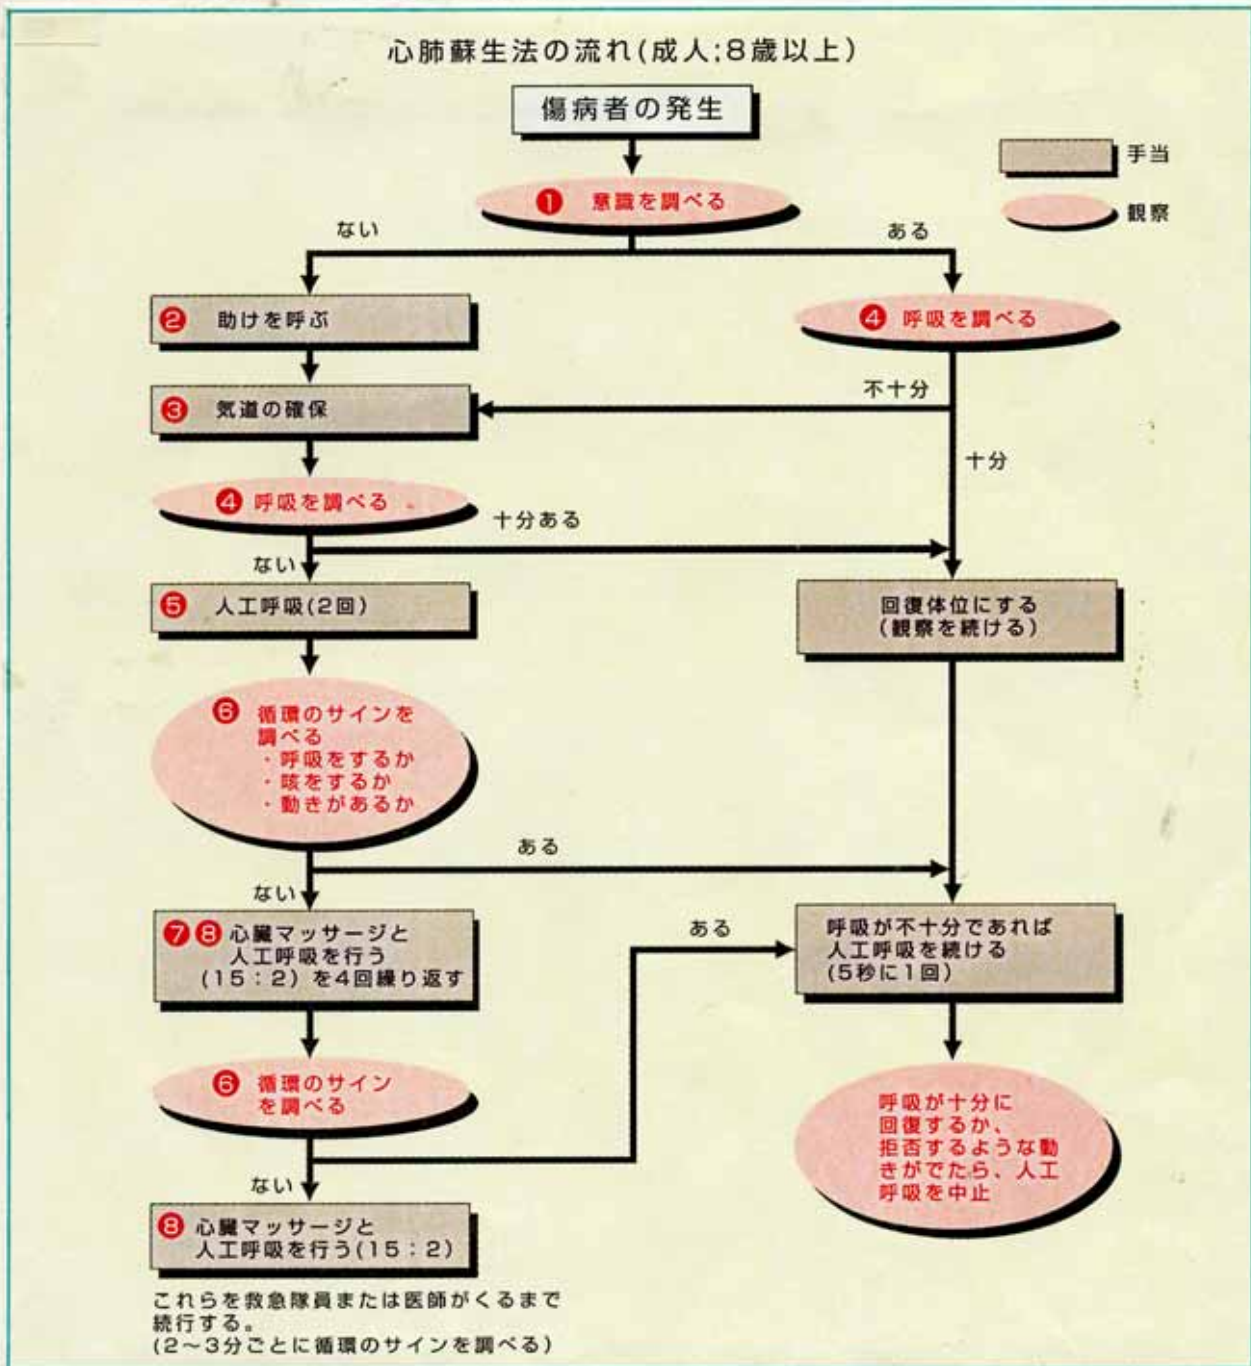 心肺蘇生法の流れ(成人;8歳以上)
傷病者の発生
手当
観察
❶ 意識を調べる
ない
ある
❷ 助けを呼ぶ
❹ 呼吸を調べる
不十分
❸ 気道の確保
十分
❹ 呼吸を調べる
十分ある
ない
❺ 人工呼吸(2回)
回復体位にする
(観察を続ける)
❻ 循環のサインを
調べる
・呼吸をするか
・咳をするか
・動きがあるか
ある
ない
❼❽ 心臓マッサージと
人工呼吸を行う
(15:2)を4回繰り返す
ある
呼吸が不十分であれば
人工呼吸を続ける
(5秒に1回)
❻ 循環のサイン
を調べる
呼吸が十分に
回復するか、
拒否するような動
きがでたら、人工
呼吸を中止
ない
❽ 心臓マッサージと
人工呼吸を行う(15:2)
これらを救急隊員または医師がくるまで
続行する。
(2~3分ごとに循環のサインを調べる)